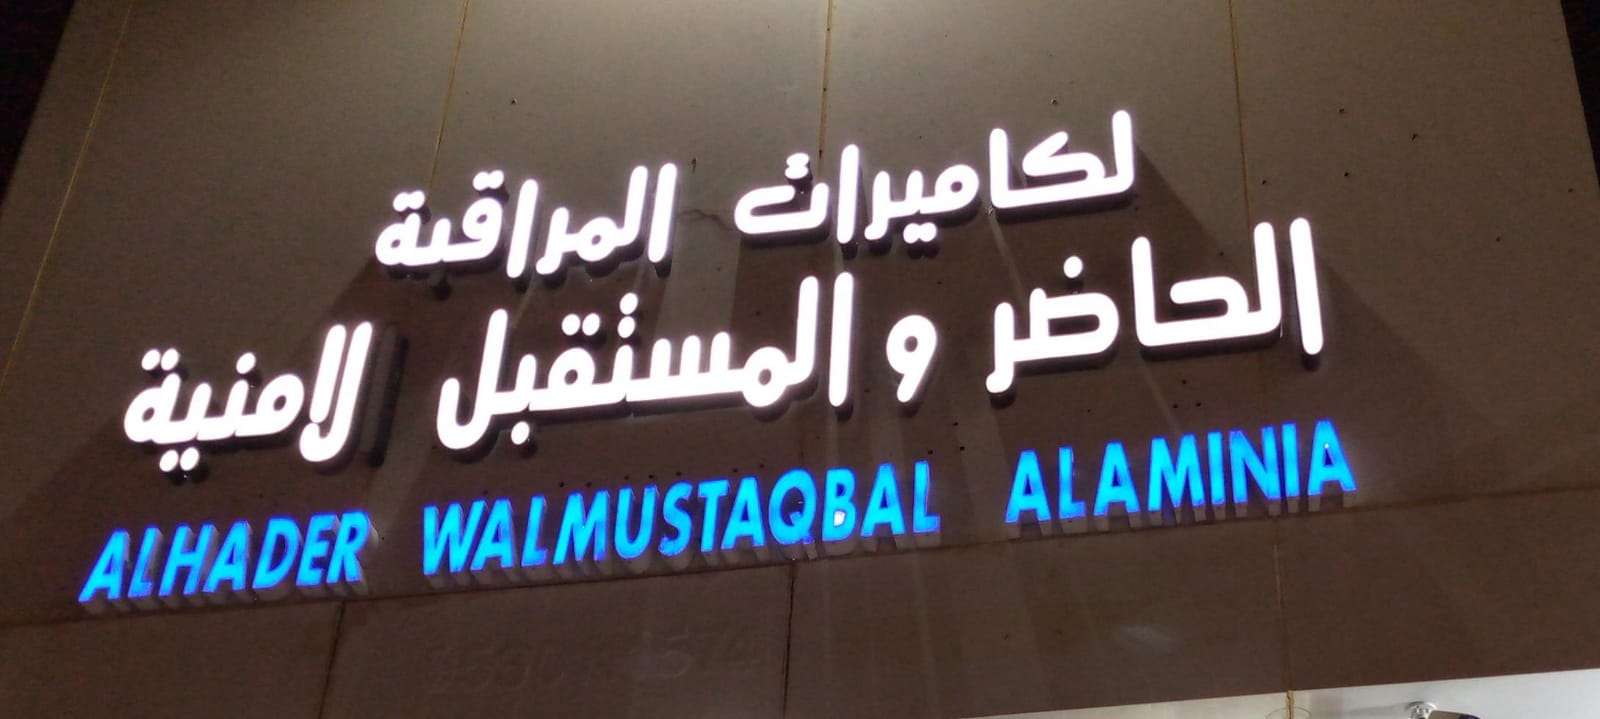 لكاميرات المراقبة
الحاضر و المستقبل لامنية
ALHADER WALMUSTAQBAL ALAMINIA